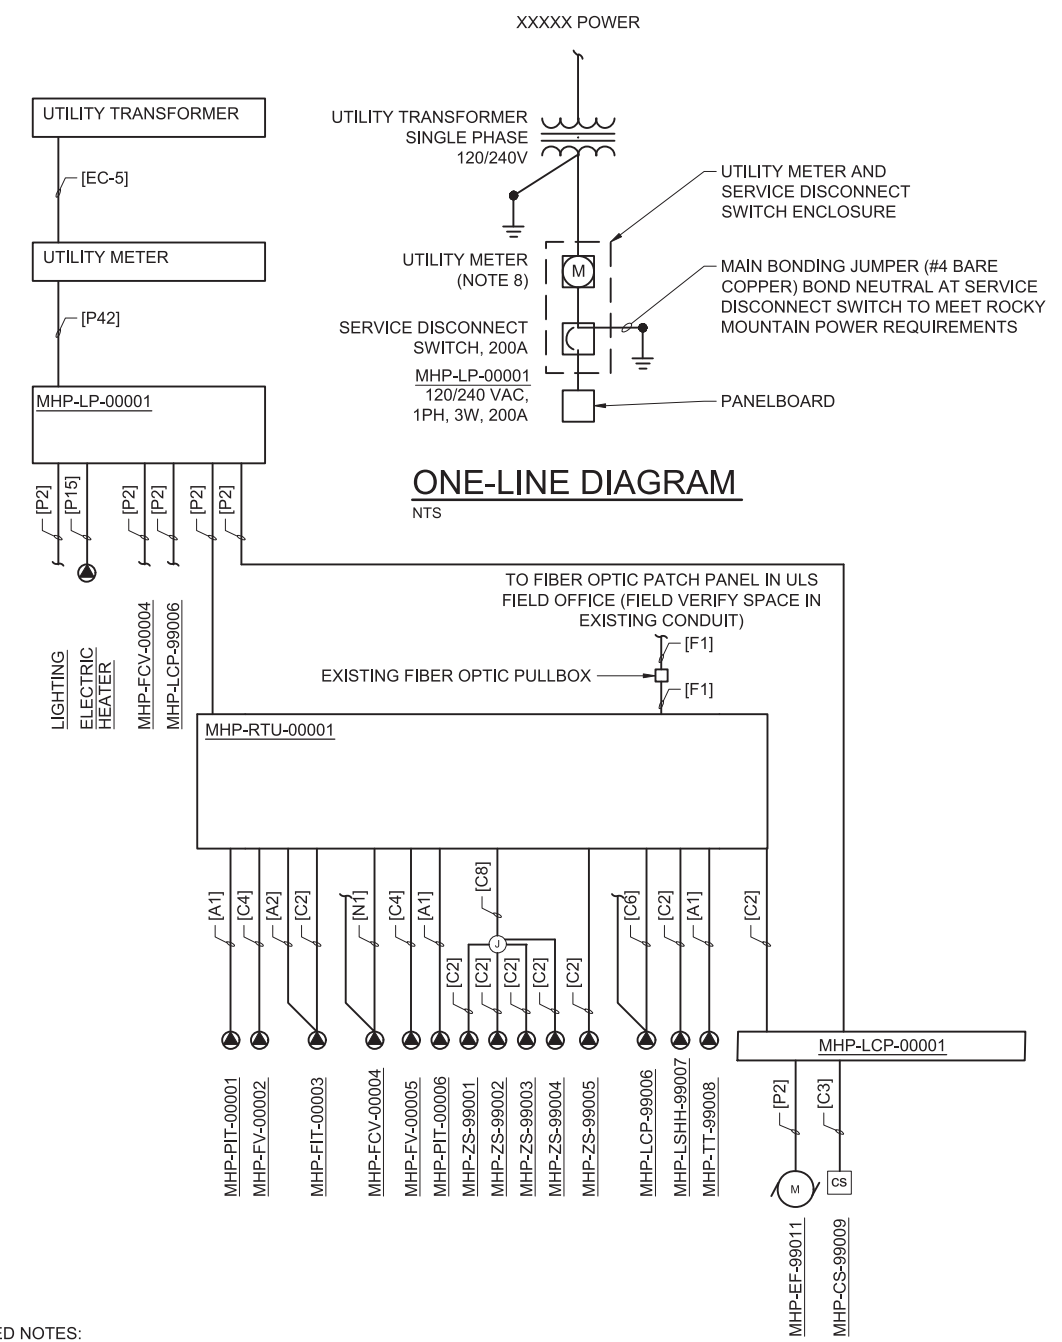 XXXXX POWER
UTILITY TRANSFORMER
SINGLE PHASE
120/240V
UTILITY METER AND
SERVICE DISCONNECT
SWITCH ENCLOSURE
UTILITY METER
(NOTE 8)
M
MAIN BONDING JUMPER (#4 BARE
COPPER) BOND NEUTRAL AT SERVICE
DISCONNECT SWITCH TO MEET ROCKY
MOUNTAIN POWER REQUIREMENTS
SERVICE DISCONNECT
SWITCH, 200A
MHP-LP-00001
120/240 VAC,
1PH, 3W, 200A
PANELBOARD
ONE-LINE DIAGRAM
NTS
UTILITY TRANSFORMER
[EC-5]
UTILITY METER
[P42]
MHP-LP-00001
[P2]
[P15]
[P2]
[P2]
[P2]
[P2]
LIGHTING
ELECTRIC
HEATER
MHP-FCV-00004
MHP-LCP-99006
TO FIBER OPTIC PATCH PANEL IN ULS
FIELD OFFICE (FIELD VERIFY SPACE IN
EXISTING CONDUIT)
[F1]
EXISTING FIBER OPTIC PULLBOX
[F1]
MHP-RTU-00001
[A1]
[C4]
[A2]
[C2]
[N1]
[C4]
[A1]
[C8]
J
[C2]
[C2]
[C2]
[C2]
[C2]
[C6]
[C2]
[A1]
[C2]
MHP-PIT-00001
MHP-FV-00002
MHP-FIT-00003
MHP-FCV-00004
MHP-FV-00005
MHP-PIT-00006
MHP-ZS-99001
MHP-ZS-99002
MHP-ZS-99003
MHP-ZS-99004
MHP-ZS-99005
MHP-LCP-99006
MHP-LSHH-99007
MHP-TT-99008
MHP-LCP-00001
[P2]
[C3]
M
CS
MHP-EF-99011
MHP-CS-99009
ED NOTES: